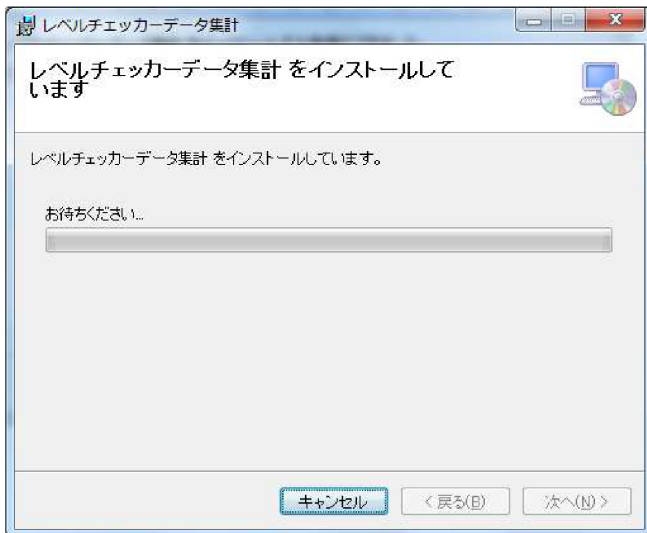 レベルチェッカーデータ集計
レベルチェッカーデータ集計 をインストールして
います
レベルチェッカーデータ集計 をインストールしています。
お待ちください...
キャンセル
< 戻る(B)
次へ(N) >